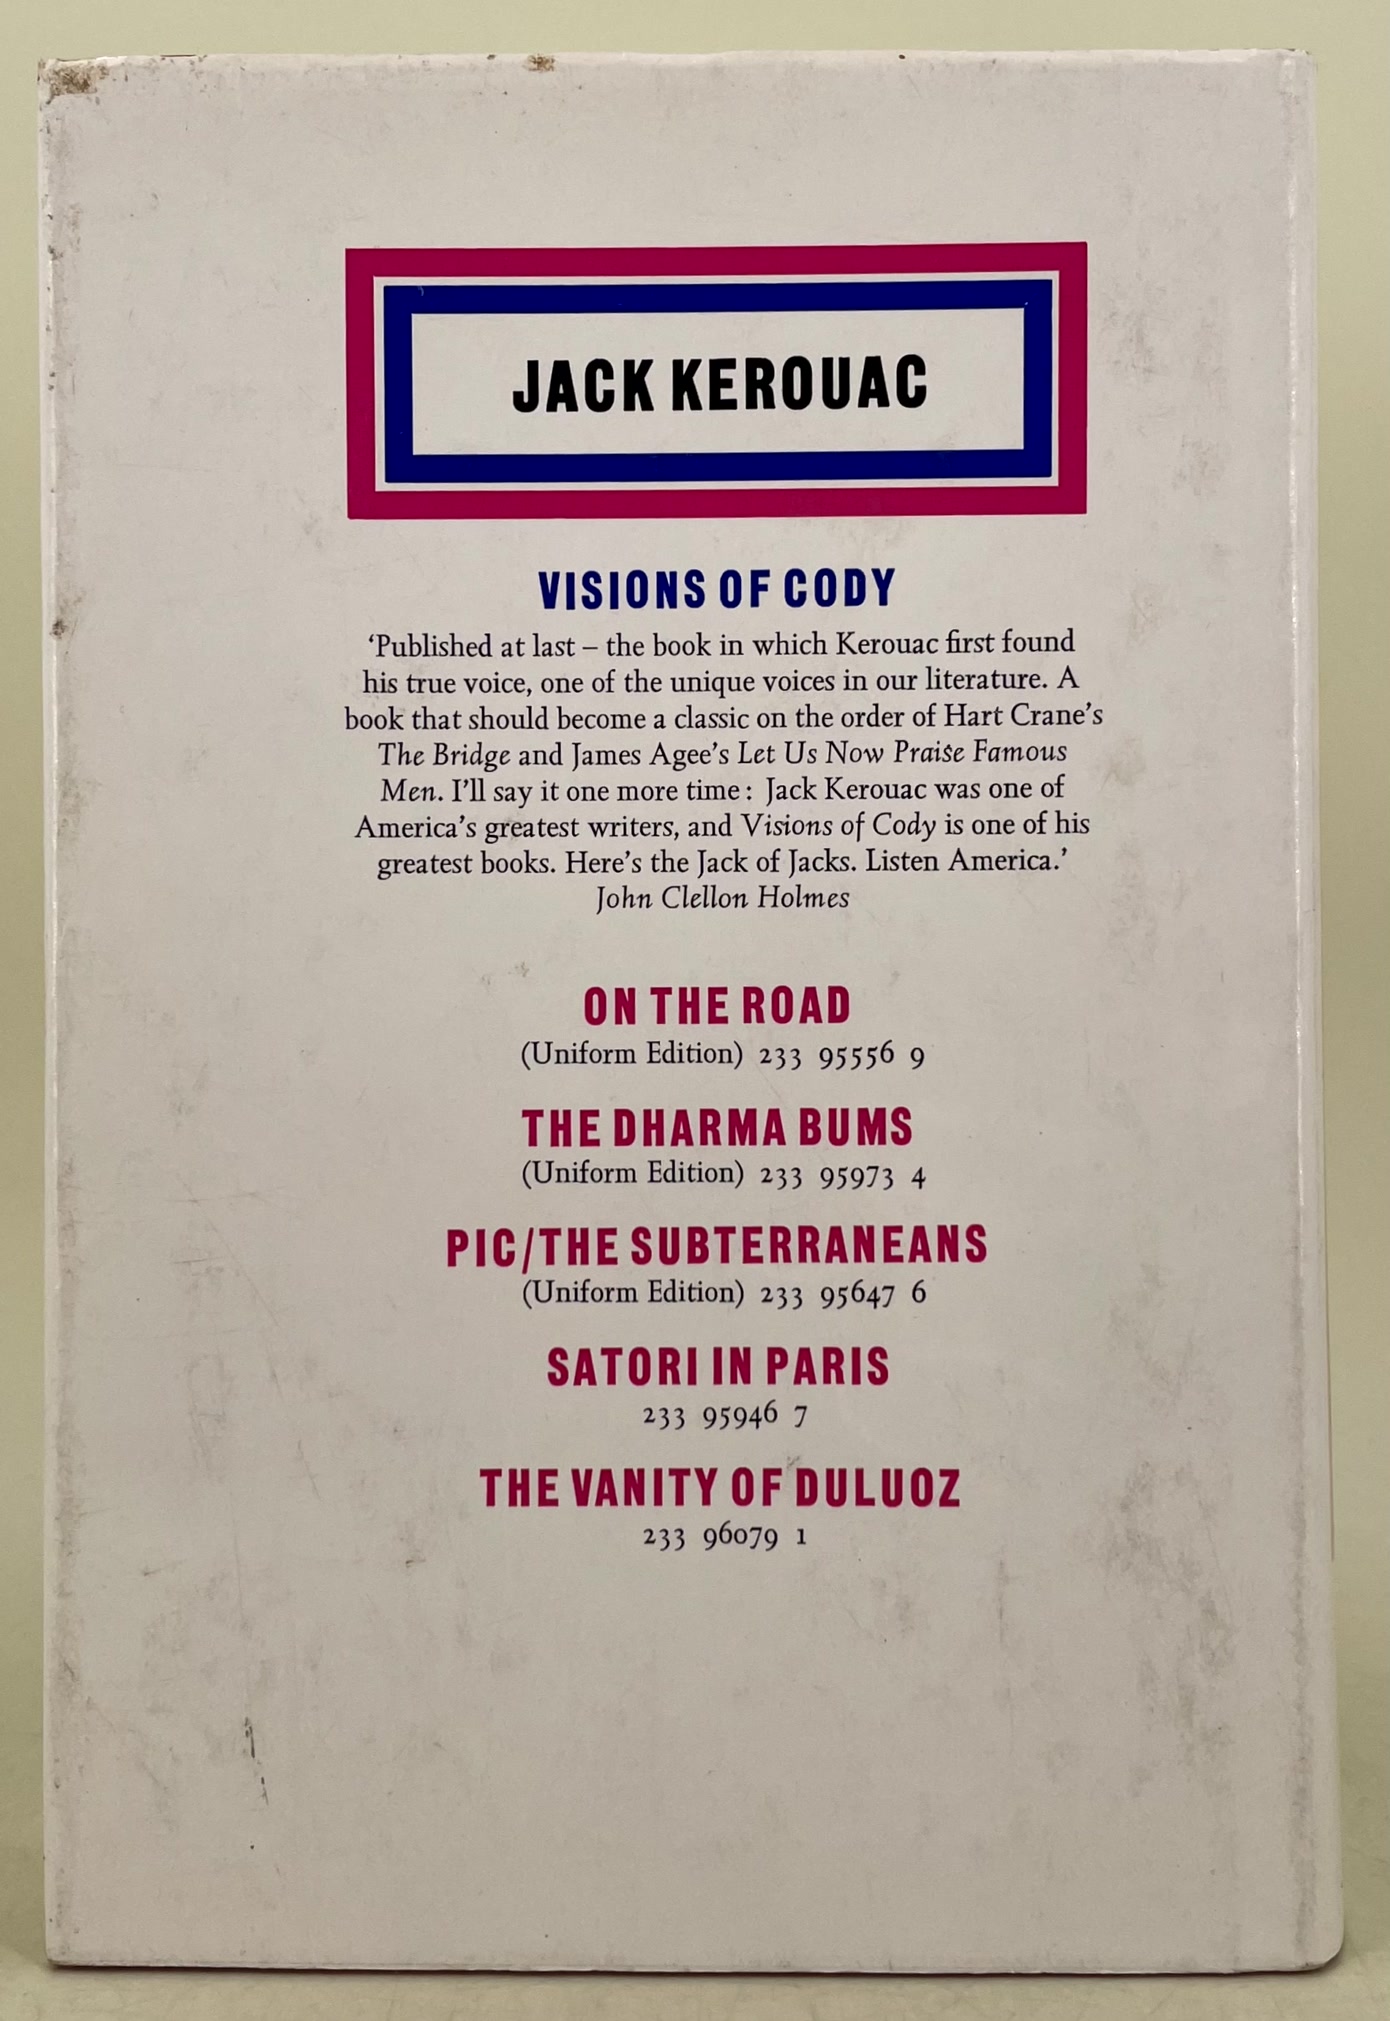 JACK KEROUAC
VISIONS OF CODY
‘Published at last – the book in which Kerouac first found
his true voice, one of the unique voices in our literature. A
book that should become a classic on the order of Hart Crane’s
The Bridge and James Agee’s Let Us Now Praise Famous
Men. I’ll say it one more time: Jack Kerouac was one of
America’s greatest writers, and Visions of Cody is one of his
greatest books. Here’s the Jack of Jacks. Listen America.’
John Clellon Holmes
ON THE ROAD
(Uniform Edition) 233 95556 9
THE DHARMA BUMS
(Uniform Edition) 233 95973 4
PIC/THE SUBTERRANEANS
(Uniform Edition) 233 95647 6
SATORI IN PARIS
233 95946 7
THE VANITY OF DULUOZ
233 96079 1